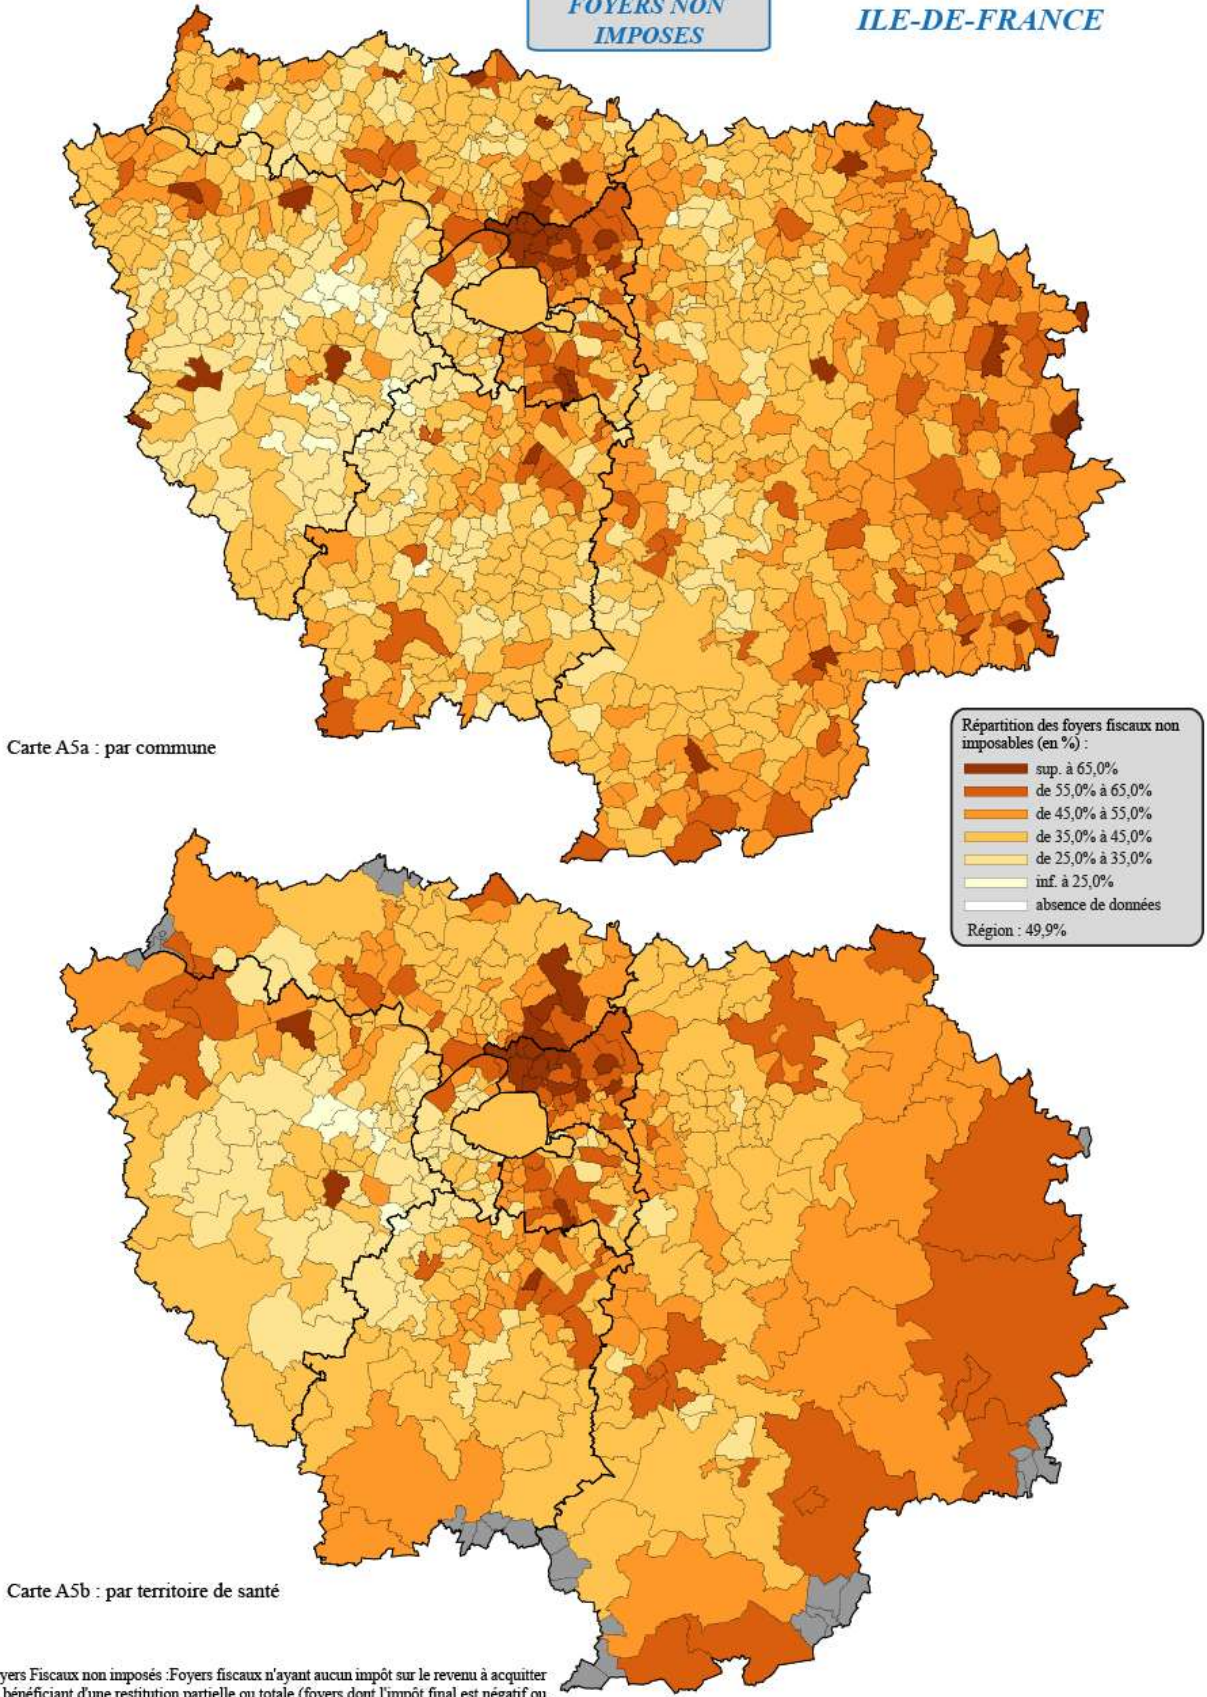 FOYERS NON
IMPOSES
ILE-DE-FRANCE
Carte A5a : par commune
Répartition des foyers fiscaux non
imposables (en %) :
sup. à 65,0%
de 55,0% à 65,0%
de 45,0% à 55,0%
de 35,0% à 45,0%
de 25,0% à 35,0%
inf. à 25,0%
absence de données
Région : 49,9%
Carte A5b : par territoire de santé
yers Fiscaux non imposés :Foyers fiscaux n'ayant aucun impôt sur le revenu à acquitter
bénéficiant d'une restitution partielle ou totale (foyers dont l'impôt final est négatif ou